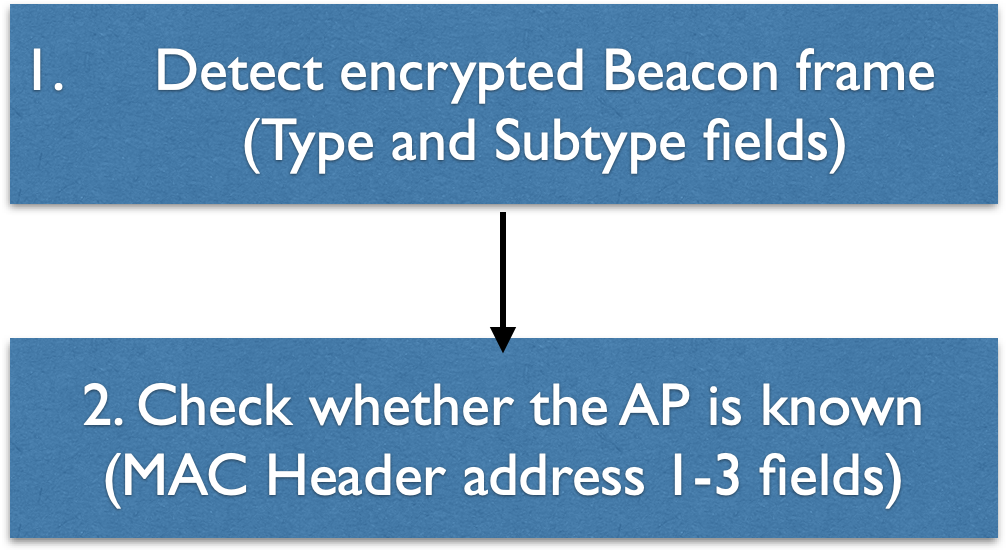 1. Detect encrypted Beacon frame
(Type and Subtype fields)
2. Check whether the AP is known
(MAC Header address 1-3 fields)